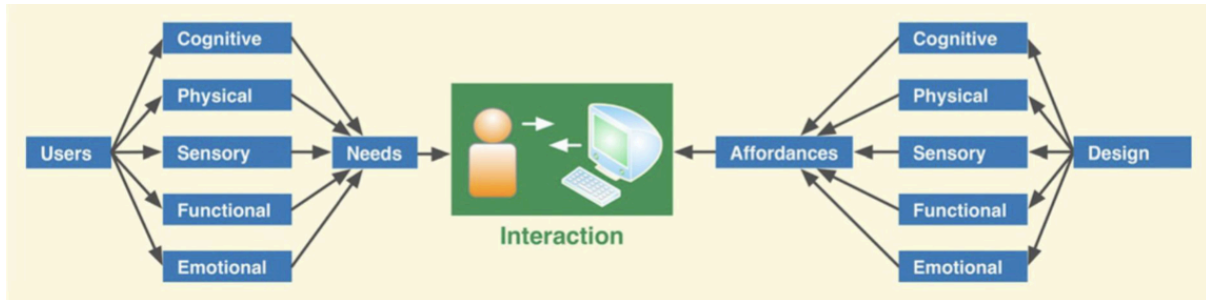 Users
Cognitive
Physical
Sensory
Functional
Emotional
Needs
Interaction
Affordances
Cognitive
Physical
Sensory
Functional
Emotional
Design